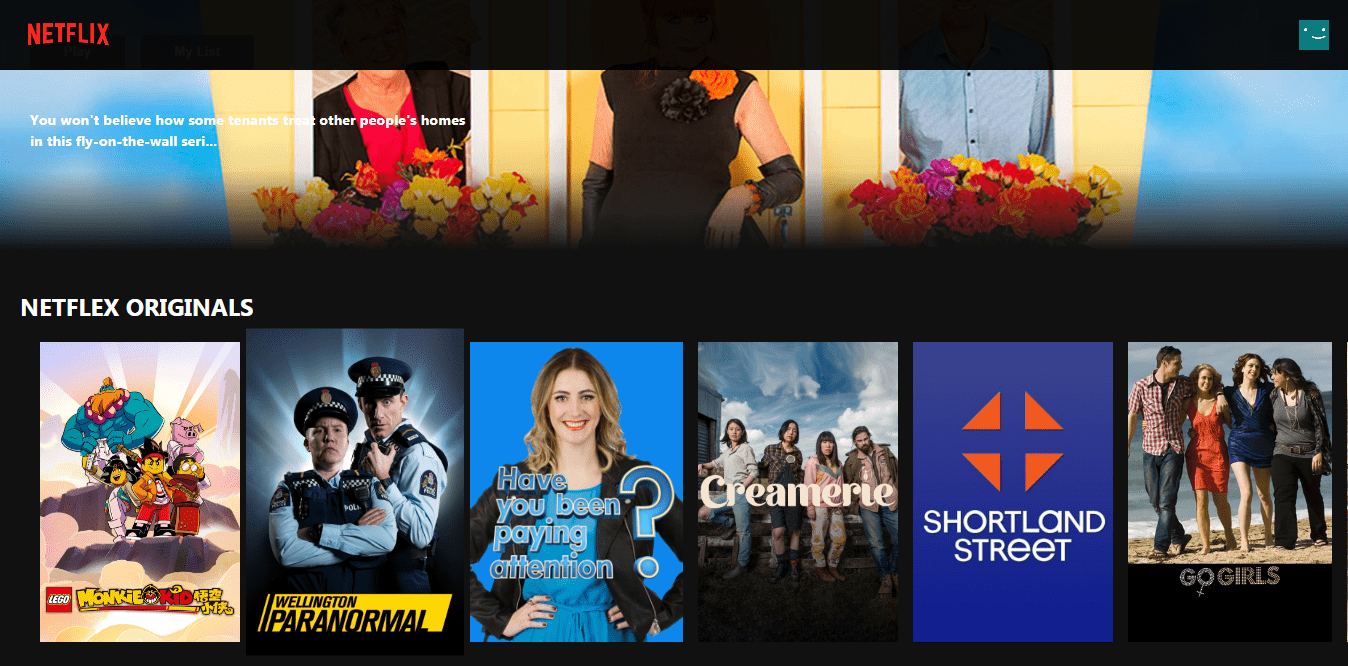 NETFLIX
Play
My List
You won't believe how some tenants treat other people's homes
in this fly-on-the-wall seri...
NETFLEX ORIGINALS
LEGO MONKIE KID 悟空
小侠
POLICE
WELLINGTON
PARANORMAL
Have
you been
paying
attention
?
Creamerie
SHORTLAND
STREET
GO GIRLS